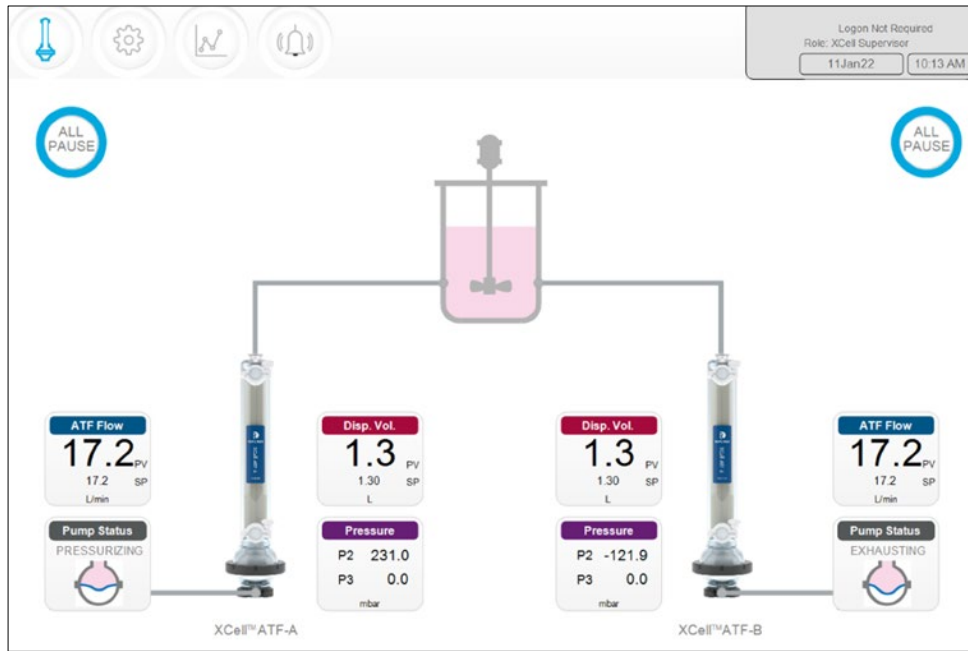 Logon Not Required
Role: XCell Supervisor
11Jan22 10:13 AM
ALL
PAUSE
ALL
PAUSE
ATF Flow
17.2 PV
17.2 SP
L/min
Disp. Vol.
1.3 PV
1.30 SP
L
Disp. Vol.
1.3 PV
1.30 SP
L
ATF Flow
17.2 PV
17.2 SP
L/min
Pump Status
PRESSURIZING
Pressure
P2 231.0
P3 0.0
mbar
Pressure
P2 -121.9
P3 0.0
mbar
Pump Status
EXHAUSTING
XCell™ATF-A
XCell™ATF-B